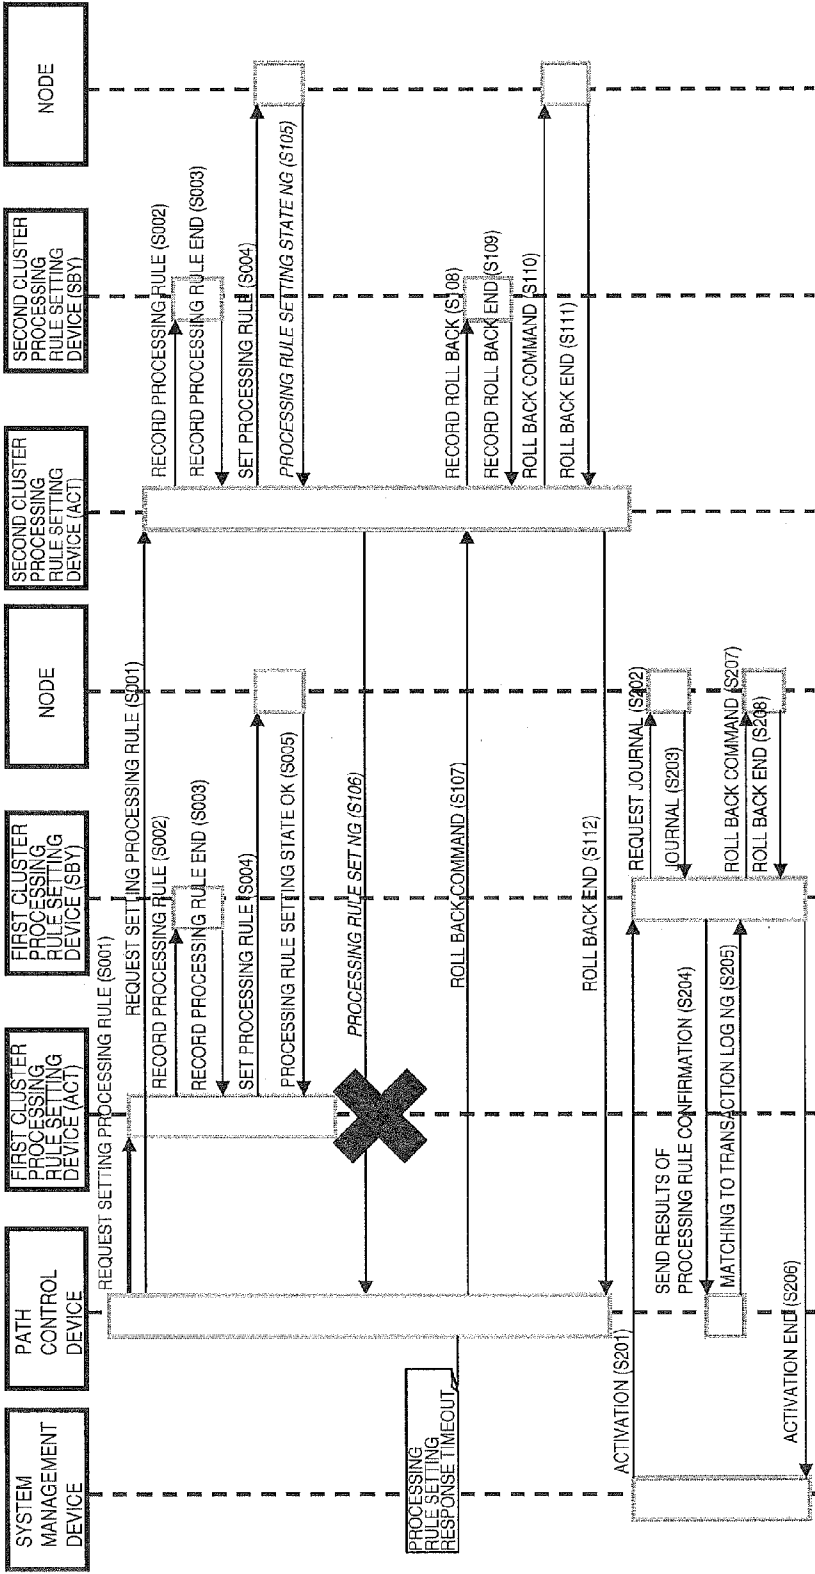 SYSTEM
MANAGEMENT
DEVICE
PATH
CONTROL
DEVICE
FIRST CLUSTER
PROCESSING
RULE SETTING
DEVICE (ACT)
FIRST CLUSTER
PROCESSING
RULE SETTING
DEVICE (SBY)
NODE
SECOND CLUSTER
PROCESSING
RULE SETTING
DEVICE (ACT)
SECOND CLUSTER
PROCESSING
RULE SETTING
DEVICE (SBY)
NODE
REQUEST SETTING PROCESSING RULE (S001)
REQUEST SETTING PROCESSING RULE (S001)
RECORD PROCESSING RULE (S002)
RECORD PROCESSING RULE (S002)
RECORD PROCESSING RULE END (S003)
RECORD PROCESSING RULE END (S003)
SET PROCESSING RULE (S004)
SET PROCESSING RULE (S004)
PROCESSING RULE SETTING STATE OK (S005)
PROCESSING RULE SETTING STATE NG (S105)
PROCESSING RULE SET NG (S106)
PROCESSING
RULE SETTING
RESPONSE TIMEOUT
ROLL BACK COMMAND (S107)
RECORD ROLL BACK (S108)
RECORD ROLL BACK END(S109)
ROLL BACK COMMAND (S110)
ROLL BACK END (S111)
ROLL BACK END (S112)
ACTIVATION (S201)
REQUEST JOURNAL (S202)
JOURNAL (S203)
SEND RESULTS OF
PROCESSING RULE CONFIRMATION (S204)
MATCHING TO TRANSACTION LOG NG (S205)
ROLL BACK COMMAND (S207)
ROLL BACK END (S208)
ACTIVATION END (S206)